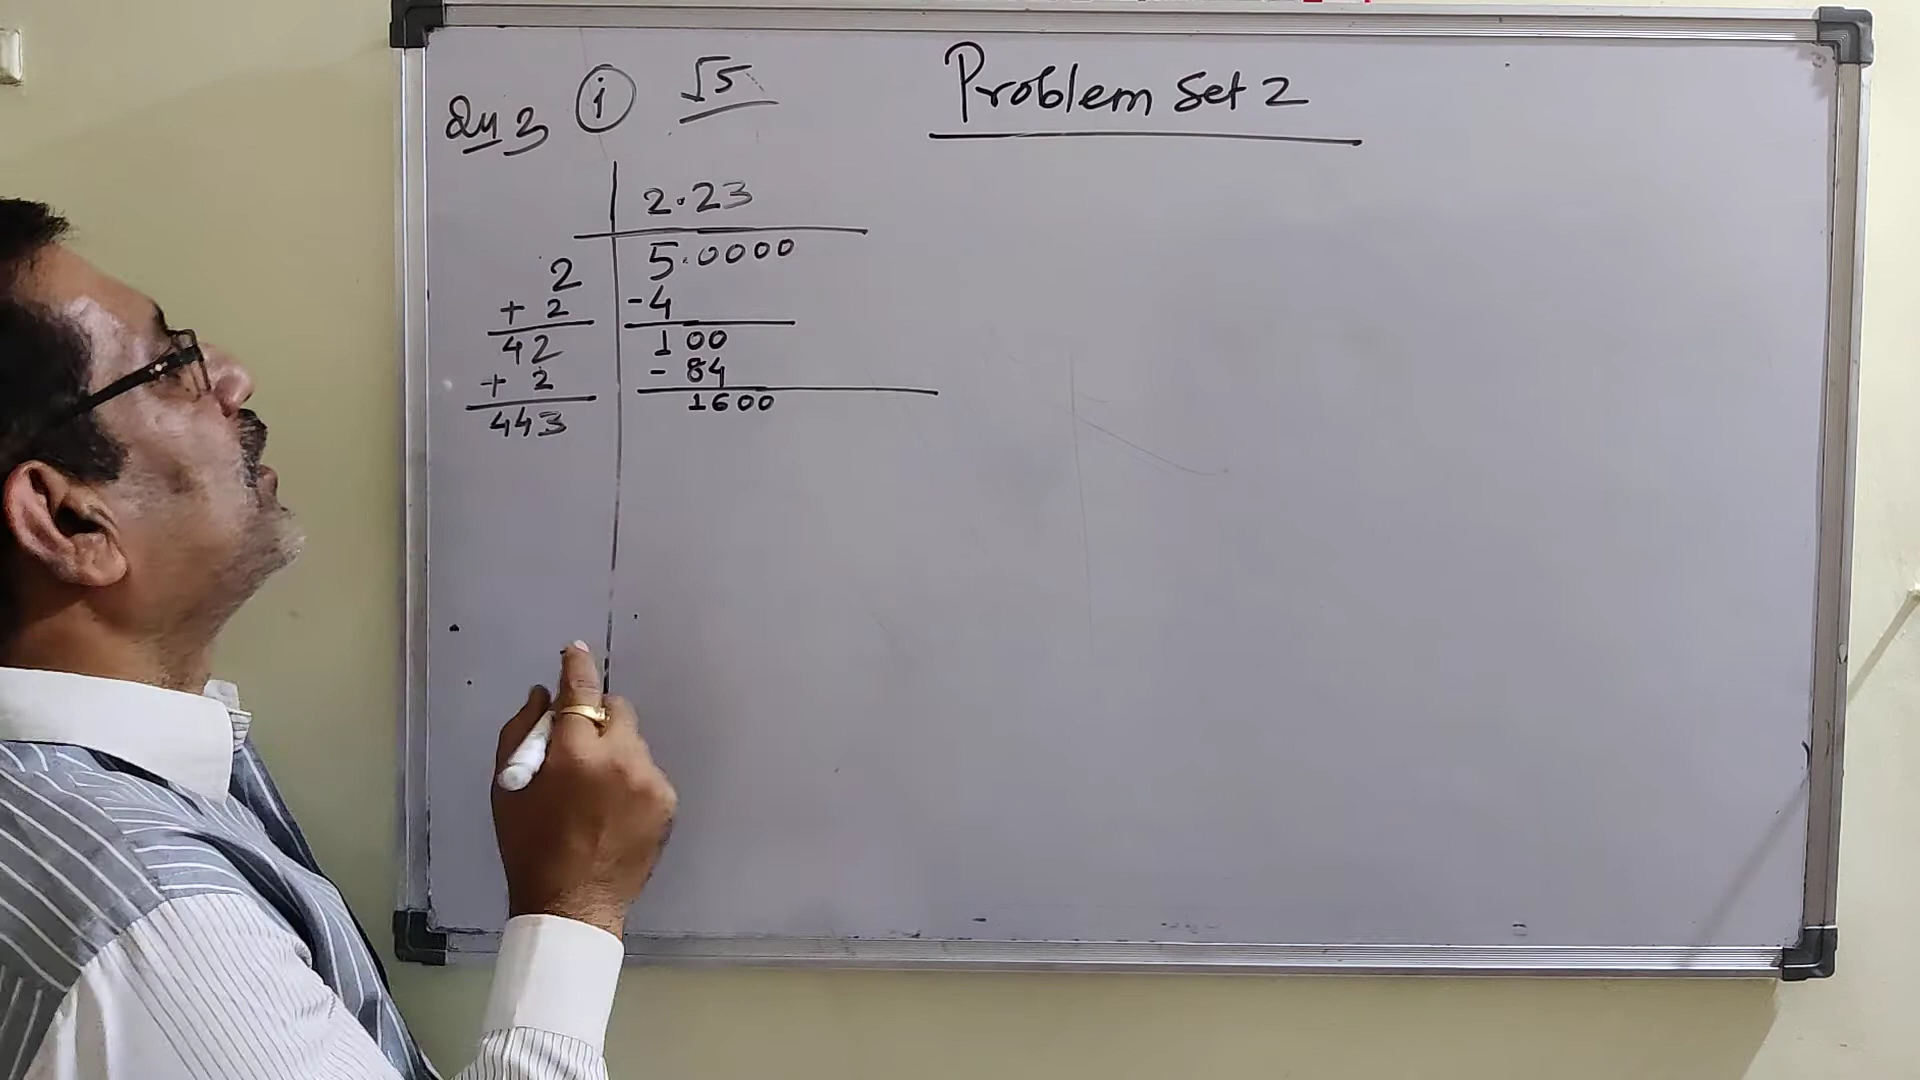 Qu 3 i √5
Problem Set 2
2.23
2 5.0000
+ 2 -4
42 100
+ 2 - 84
443 1600